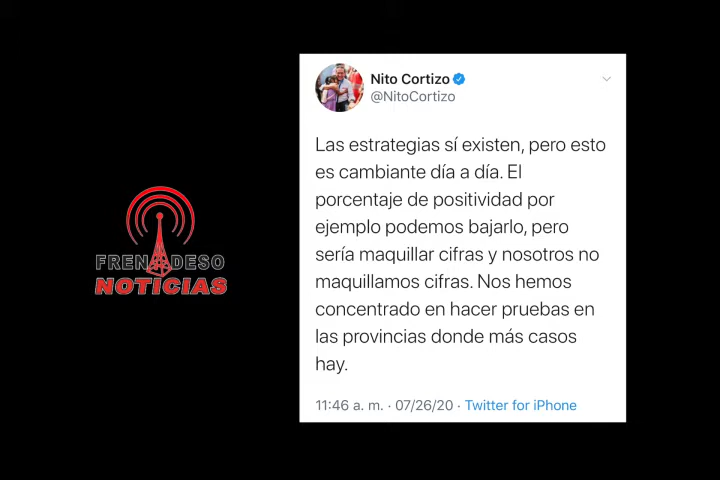 FRENADESO
NOTICIAS
Nito Cortizo
@NitoCortizo
Las estrategias sí existen, pero esto
es cambiante día a día. El
porcentaje de positividad por
ejemplo podemos bajarlo, pero
sería maquillar cifras y nosotros no
maquillamos cifras. Nos hemos
concentrado en hacer pruebas en
las provincias donde más casos
hay.
11:46 a. m. · 07/26/20 · Twitter for iPhone